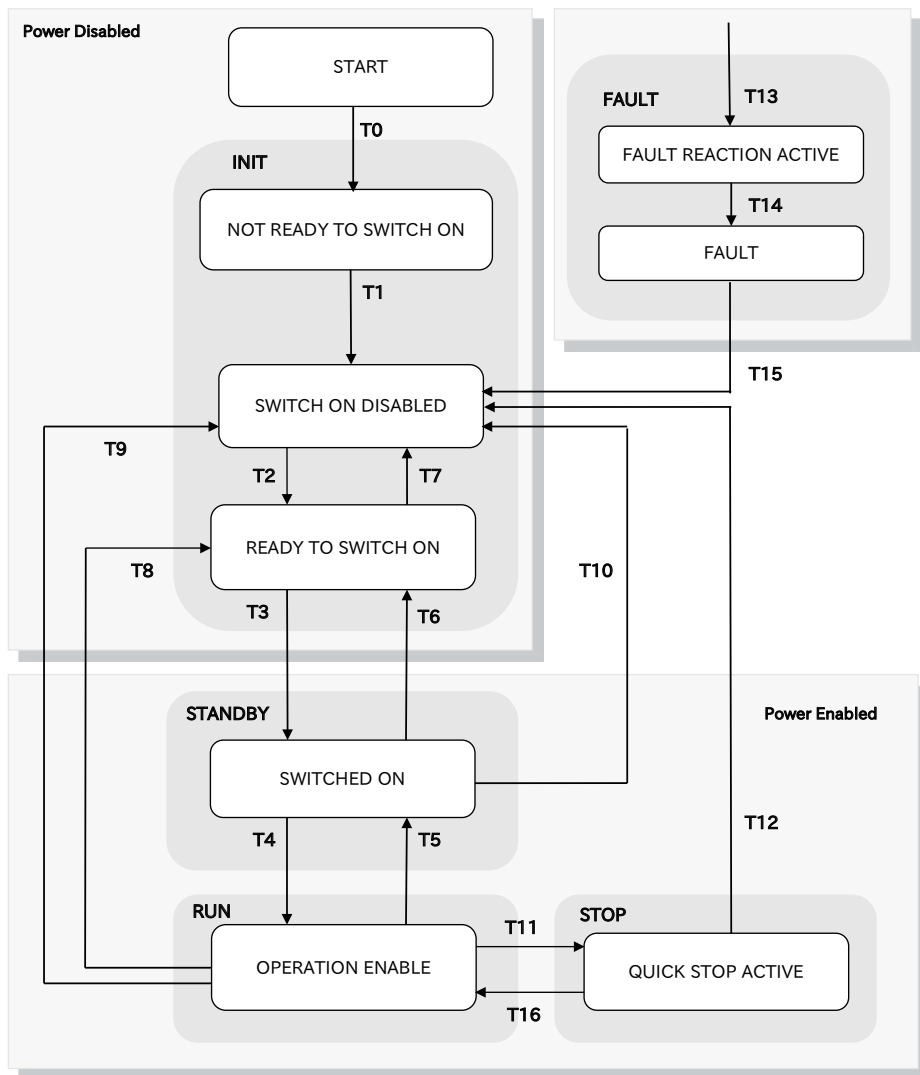 Power Disabled
START
T0
INIT
NOT READY TO SWITCH ON
T1
SWITCH ON DISABLED
T9
T2
T7
READY TO SWITCH ON
T8
T10
T3
T6
FAULT
T13
FAULT REACTION ACTIVE
T14
FAULT
T15
Power Enabled
STANDBY
SWITCHED ON
T4
T5
T12
RUN
OPERATION ENABLE
T11
T16
STOP
QUICK STOP ACTIVE